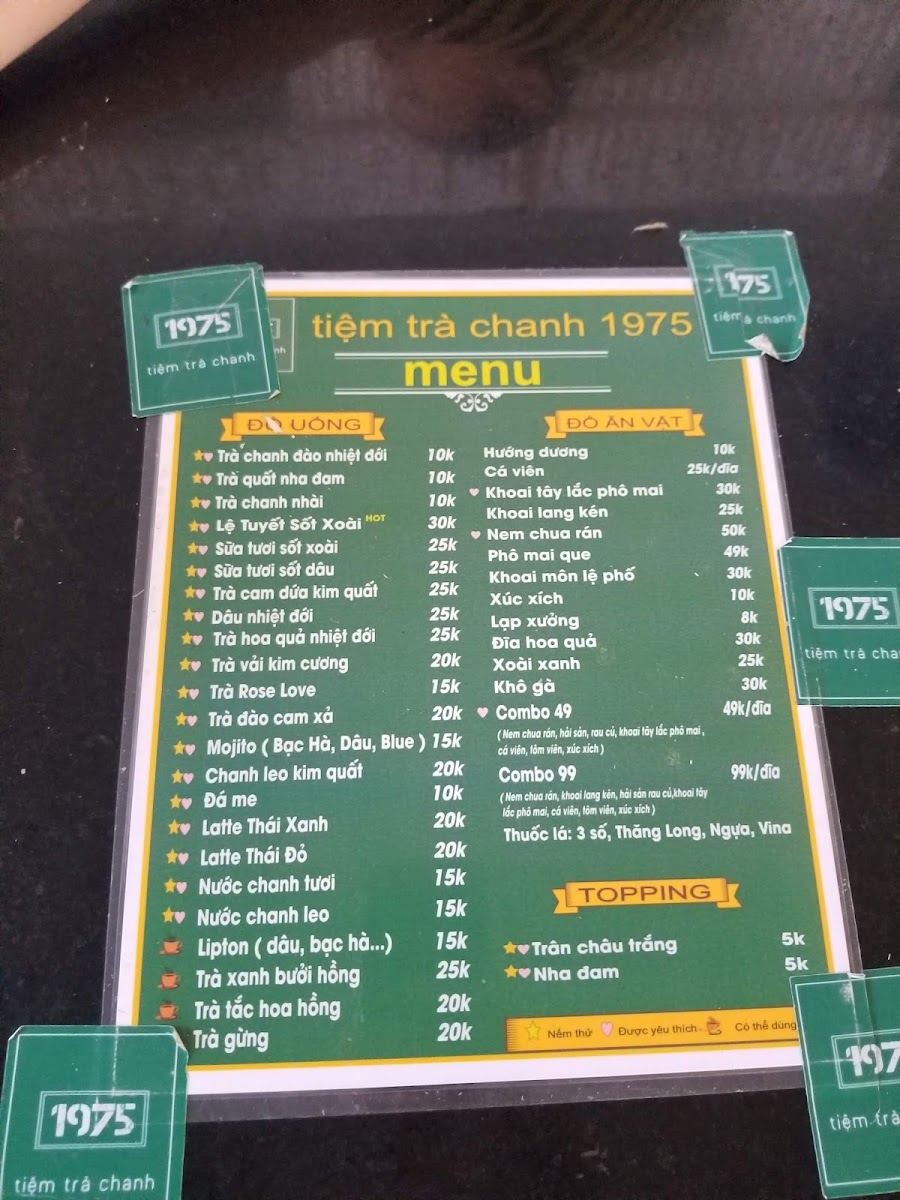 1975
tiệm trà chanh
1975
tiệm chanh
tiệm trà chanh 1975
menu
ĐỒ UỐNG
Trà chanh đào nhiệt đới 10k
Trà quất nha đam 10k
Trà chanh nhài 10k
Lệ Tuyết Sốt Xoài HOT 30k
Sữa tươi sốt xoài 25k
Sữa tươi sốt dâu 25k
Trà cam dứa kim quất 25k
Dâu nhiệt đới 25k
Trà hoa quả nhiệt đới 25k
Trà vải kim cương 20k
Trà Rose Love 15k
Trà đào cam xả 20k
Mojito ( Bạc Hà, Dâu, Blue ) 15k
Chanh leo kim quất 20k
Đá me 10k
Latte Thái Xanh 20k
Latte Thái Đỏ 20k
Nước chanh tươi 15k
Nước chanh leo 15k
Lipton ( dâu, bạc hà...) 15k
Trà xanh bưởi hồng 25k
Trà tắc hoa hồng 20k
Trà gừng 20k
ĐỒ ĂN VẶT
Hướng dương 10k
Cá viên 25k/đĩa
Khoai tây lắc phô mai 30k
Khoai lang kén 25k
Nem chua rán 50k
Phô mai que 49k
Khoai môn lệ phố 30k
Xúc xích 10k
Lạp xưởng 8k
Đĩa hoa quả 30k
Xoài xanh 25k
Khô gà 30k
Combo 49 49k/đĩa
( Nem chua rán, hải sản, rau củ, khoai tây lắc phô mai ,
cá viên, tôm viên, xúc xích )
Combo 99 99k/đĩa
( Nem chua rán, khoai lang kén, hải sản rau củ,khoai tây
lắc phô mai, cá viên, tôm viên, xúc xích )
Thuốc lá: 3 số, Thăng Long, Ngựa, Vina
TOPPING
Trân châu trắng 5k
Nha đam 5k
Nếm thử Được yêu thích Có thể dùng
1975
tiệm trà cha
1975
tiệm trà chanh
197
tiệm trà